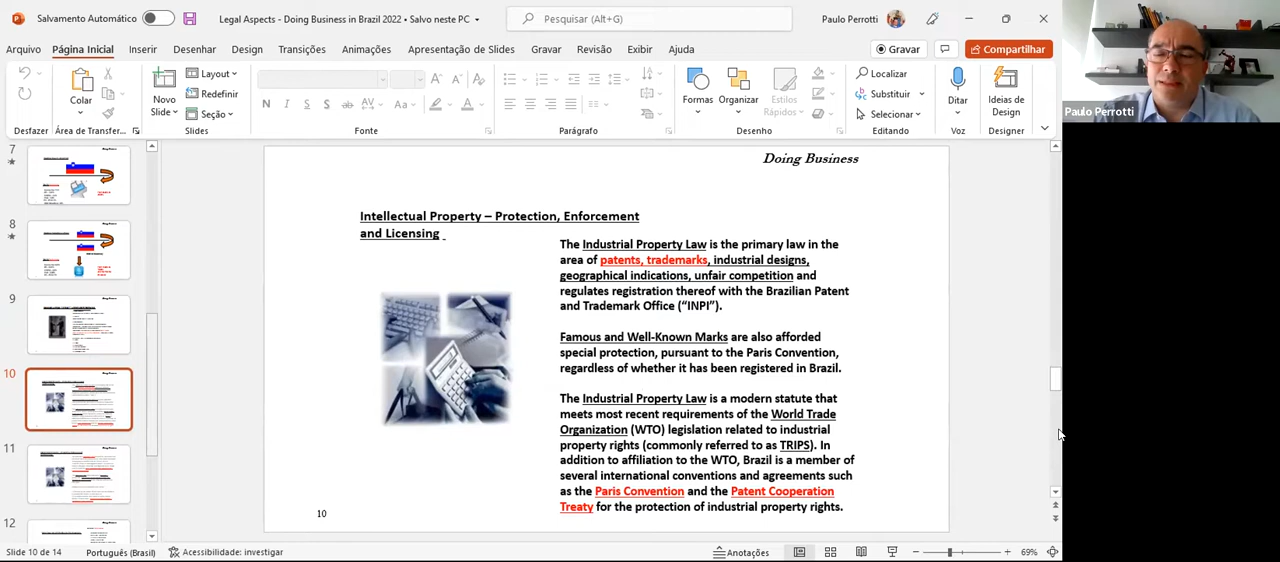 Salvamento Automático
Legal Aspects - Doing Business in Brazil 2022 • Salvo neste PC
Pesquisar (Alt+G)
Paulo Perrotti
Arquivo Página Inicial Inserir Desenhar Design Transições Animações Apresentação de Slides Gravar Revisão Exibir Ajuda
Gravar
Compartilhar
Colar
Novo
Slide
Layout
Redefinir
Seção
Formas
Organizar
Estilos
Rápidos
Localizar
Substituir
Selecionar
Ditar
Ideias de
Design
N I S S ab AV Aa A
Desfazer Área de Transfer... Slides Fonte Parágrafo Desenho Editando Voz Designer
Paulo Perrotti
7
8
9
10
11
12
Doing Business
Intellectual Property – Protection, Enforcement
and Licensing
The Industrial Property Law is the primary law in the
area of patents, trademarks, industrial designs,
geographical indications, unfair competition and
regulates registration thereof with the Brazilian Patent
and Trademark Office (“INPI”).
Famous and Well-Known Marks are also afforded
special protection, pursuant to the Paris Convention,
regardless of whether it has been registered in Brazil.
The Industrial Property Law is a modern statute that
meets most recent requirements of the World Trade
Organization (WTO) legislation related to industrial
property rights (commonly referred to as TRIPS). In
addition to affiliation to the WTO, Brazil is a member of
several international conventions and agreements such
as the Paris Convention and the Patent Cooperation
Treaty for the protection of industrial property rights.
10
Slide 10 de 14 Português (Brasil) Acessibilidade: investigar
Anotações
69%